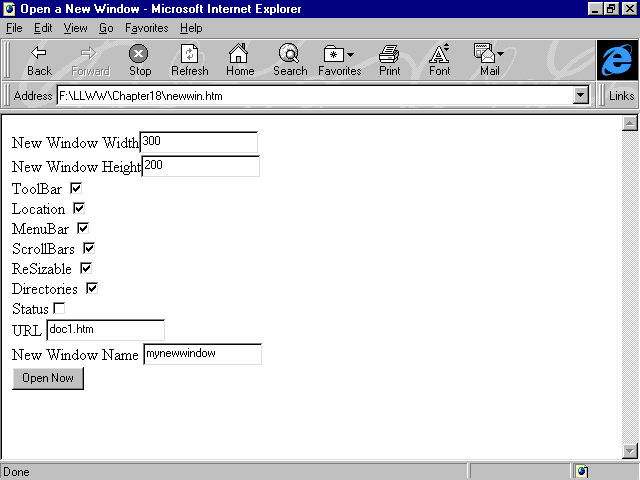 Open a New Window - Microsoft Internet Explorer
File Edit View Go Favorites Help
Back Forward Stop Refresh Home Search Favorites Print Font Mail
Address F:\LLWW\Chapter18\newwin.htm Links
New Window Width 300
New Window Height 200
ToolBar
Location
MenuBar
ScrollBars
ReSizable
Directories
Status
URL doc1.htm
New Window Name mynewwindow
Open Now
Done